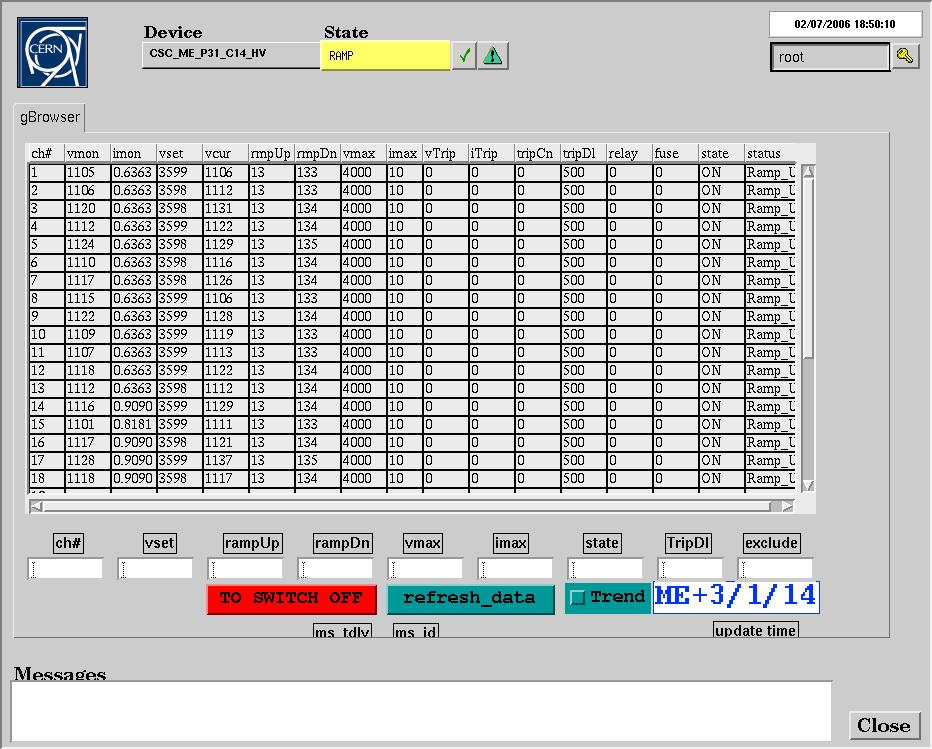 02/07/2006 18:50:10
Device State
CERN
CSC_ME_P31_C14_HV RAMP
root
gBrowser
ch# vmon imon vset vcur rmpUp rmpDn vmax imax vTrip iTrip tripCn tripDl relay fuse state status
1 1105 0.6363 3599 1106 13 133 4000 10 0 0 0 500 0 0 ON Ramp_U
2 1106 0.6363 3598 1112 13 133 4000 10 0 0 0 500 0 0 ON Ramp_U
3 1120 0.6363 3598 1131 13 134 4000 10 0 0 0 500 0 0 ON Ramp_U
4 1112 0.6363 3599 1122 13 134 4000 10 0 0 0 500 0 0 ON Ramp_U
5 1124 0.6363 3598 1129 13 135 4000 10 0 0 0 500 0 0 ON Ramp_U
6 1110 0.6363 3598 1116 13 134 4000 10 0 0 0 500 0 0 ON Ramp_U
7 1117 0.6363 3598 1126 13 134 4000 10 0 0 0 500 0 0 ON Ramp_U
8 1115 0.6363 3599 1106 13 133 4000 10 0 0 0 500 0 0 ON Ramp_U
9 1122 0.6363 3599 1128 13 134 4000 10 0 0 0 500 0 0 ON Ramp_U
10 1109 0.6363 3599 1119 13 133 4000 10 0 0 0 500 0 0 ON Ramp_U
11 1107 0.6363 3599 1113 13 133 4000 10 0 0 0 500 0 0 ON Ramp_U
12 1118 0.6363 3599 1122 13 134 4000 10 0 0 0 500 0 0 ON Ramp_U
13 1112 0.6363 3598 1112 13 134 4000 10 0 0 0 500 0 0 ON Ramp_U
14 1116 0.9090 3599 1129 13 134 4000 10 0 0 0 500 0 0 ON Ramp_U
15 1101 0.8181 3599 1111 13 133 4000 10 0 0 0 500 0 0 ON Ramp_U
16 1117 0.9090 3598 1121 13 134 4000 10 0 0 0 500 0 0 ON Ramp_U
17 1128 0.9090 3599 1137 13 135 4000 10 0 0 0 500 0 0 ON Ramp_U
18 1118 0.9090 3598 1117 13 134 4000 10 0 0 0 500 0 0 ON Ramp_U
ch# vset rampUp rampDn vmax imax state TripDl exclude
TO SWITCH OFF refresh_data Trend ME+3/1/14
ms_tdly ms_id update time
Messages
Close